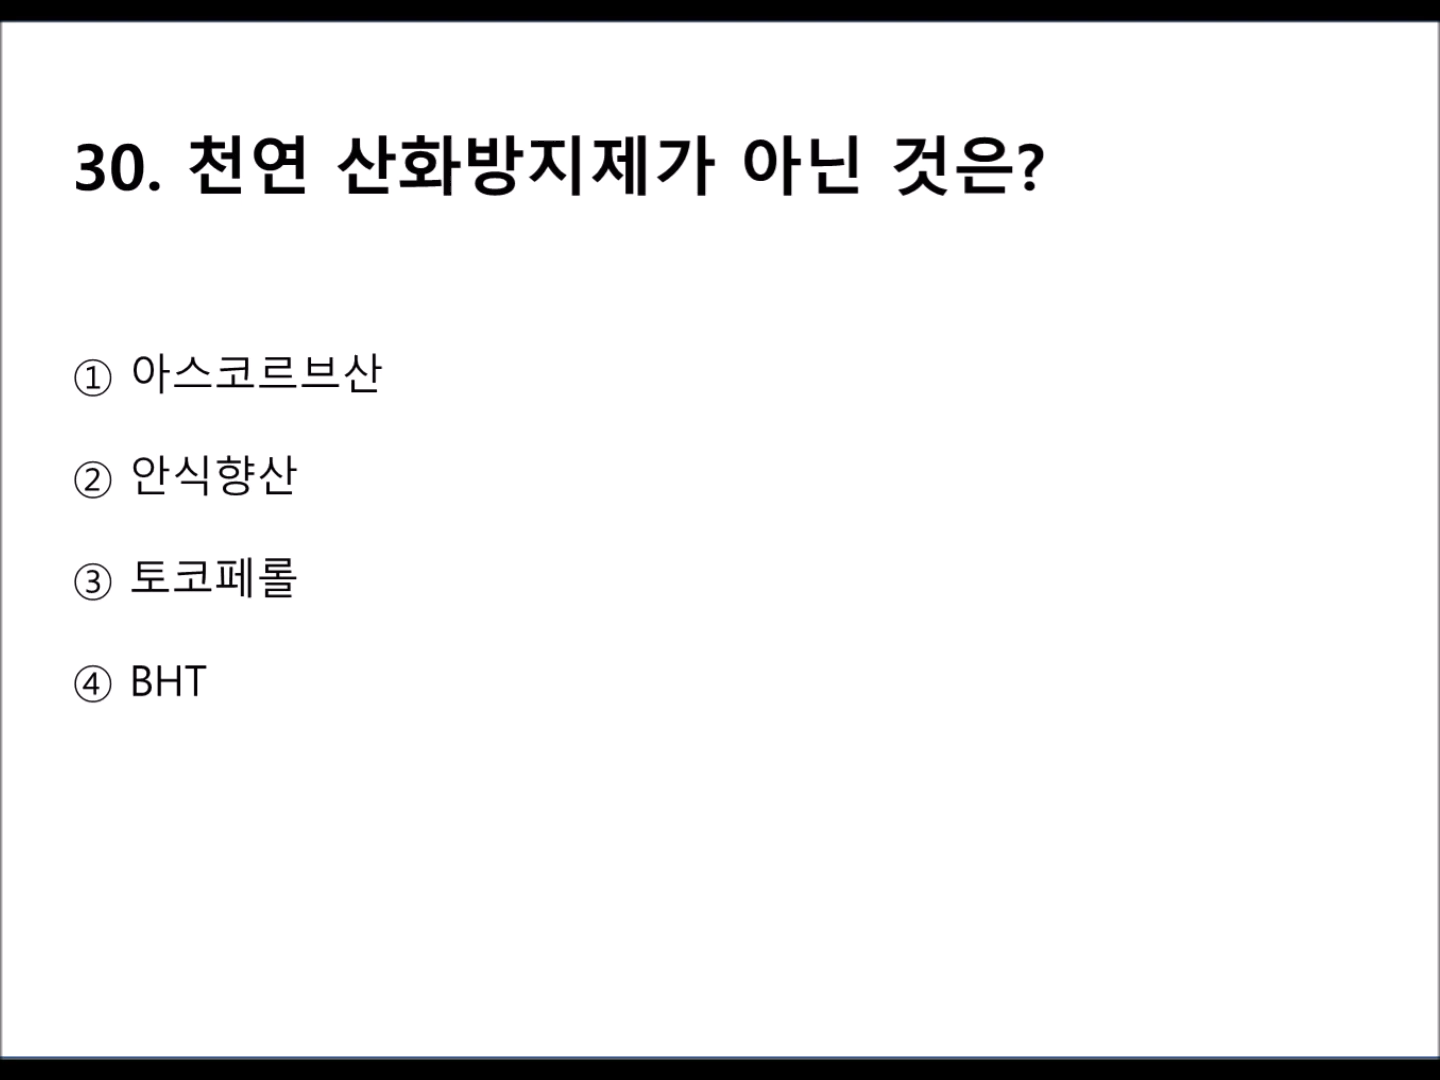 30. 천연 산화방지제가 아닌 것은?
① 아스코르브산
② 안식향산
③ 토코페롤
④ BHT